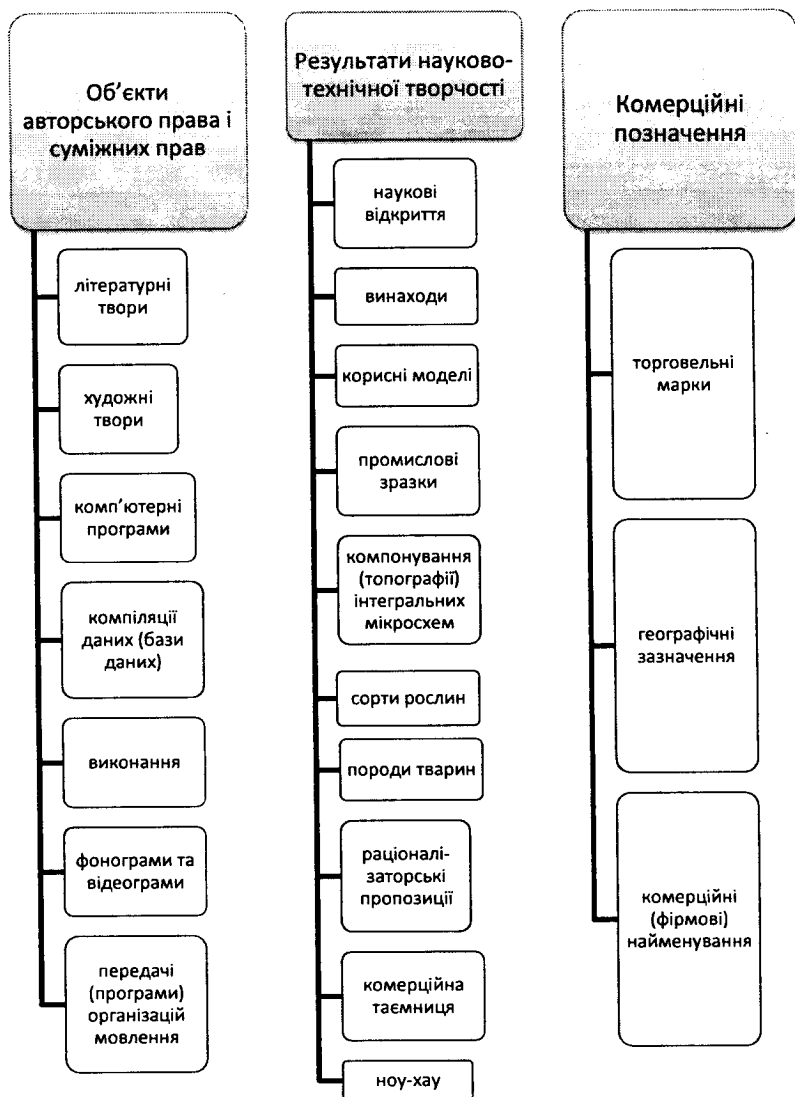 Об’єкти
авторського права і
суміжних прав
літературні
твори
художні
твори
комп’ютерні
програми
компіляції
даних (бази
даних)
виконання
фонограми та
відеограми
передачі
(програми)
організацій
мовлення
Результати науково-
технічної творчості
наукові
відкриття
винаходи
корисні моделі
промислові
зразки
компонування
(топографії)
інтегральних
мікросхем
сорти рослин
породи тварин
раціоналі-
заторські
пропозиції
комерційна
таємниця
ноу-хау
Комерційні
позначення
торговельні
марки
географічні
зазначення
комерційні
(фірмові)
найменування